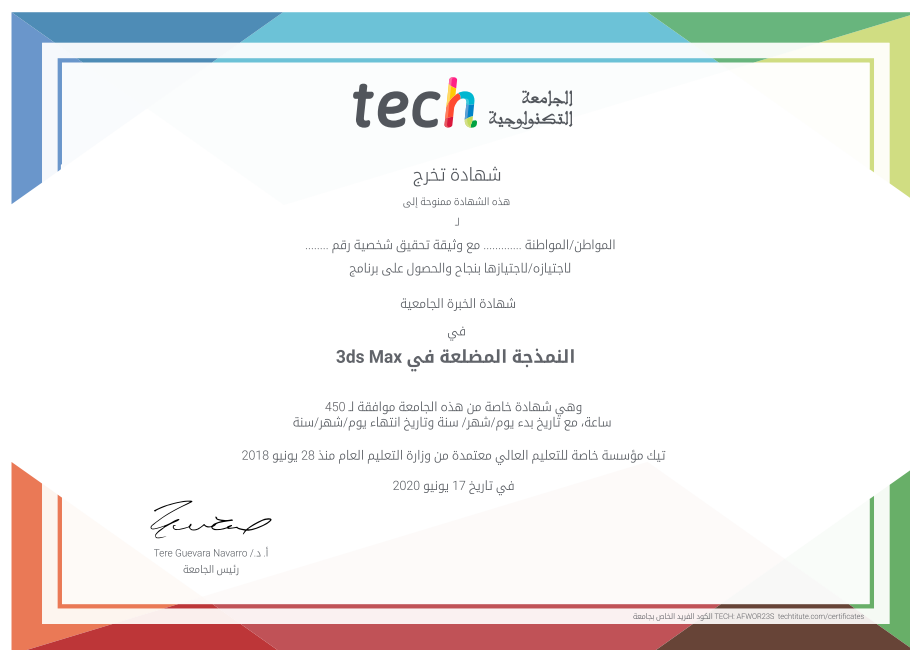 tech
الجامعة
التكنولوجية
شهادة تخرج
هذه الشهادة ممنوحة إلى
لـ
المواطن/المواطنة ............. مع وثيقة تحقيق شخصية رقم ........
لاجتيازه/لاجتيازها بنجاح والحصول على برنامج
شهادة الخبرة الجامعية
في
النمذجة المضلعة في 3ds Max
وهي شهادة خاصة من هذه الجامعة موافقة لـ 450
ساعة، مع تاريخ بدء يوم/شهر/ سنة وتاريخ انتهاء يوم/شهر/سنة
تيك مؤسسة خاصة للتعليم العالي معتمدة من وزارة التعليم العام منذ 28 يونيو 2018
في تاريخ 17 يونيو 2020
أ. د./ Tere Guevara Navarro
رئيس الجامعة
الكود الفريد الخاص بجامعة TECH: AFWOR23S techtitute.com/certificates